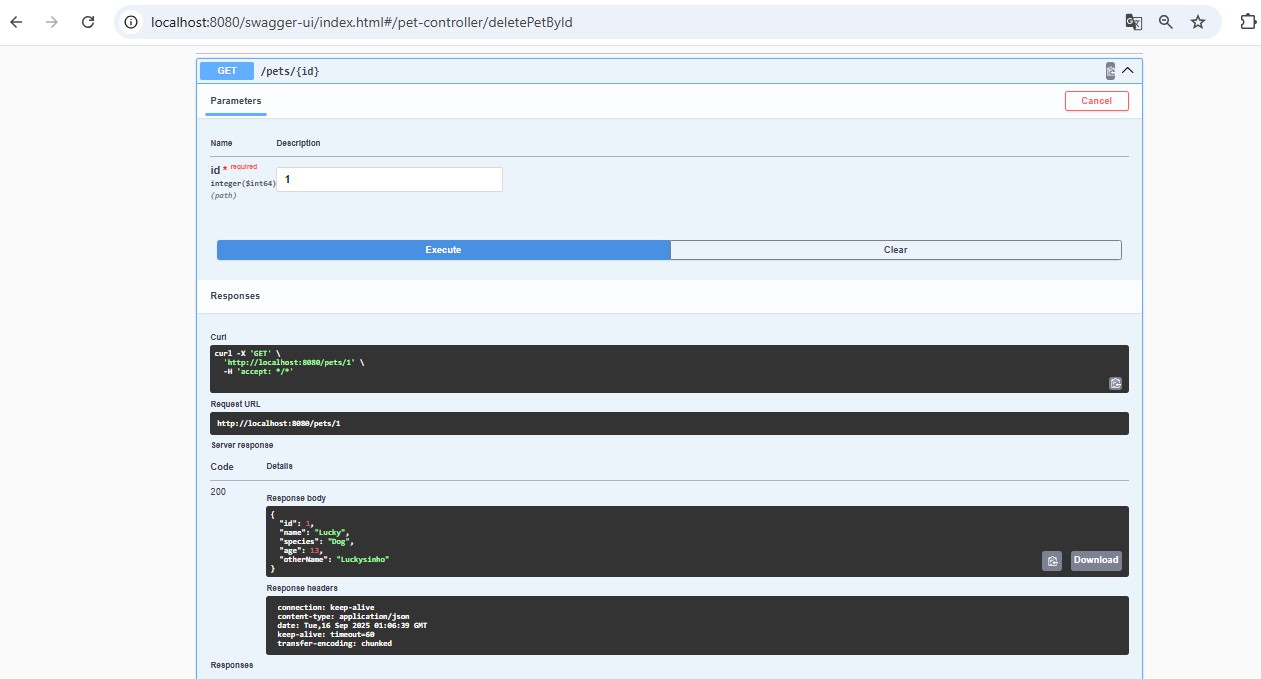 localhost:8080/swagger-ui/index.html#/pet-controller/deletePetById
GET /pets/{id}
Parameters
Cancel
Name Description
id * required
integer($int64)
(path)
1
Execute Clear
Responses
Curl
curl -X 'GET' \
'http://localhost:8080/pets/1' \
-H 'accept: */*'
Request URL
http://localhost:8080/pets/1
Server response
Code Details
200
Response body
{
"id": 1,
"name": "Lucky",
"species": "Dog",
"age": 13,
"otherName": "Luckysinho"
}
Download
Response headers
connection: keep-alive
content-type: application/json
date: Tue,16 Sep 2025 01:06:39 GMT
keep-alive: timeout=60
transfer-encoding: chunked
Responses